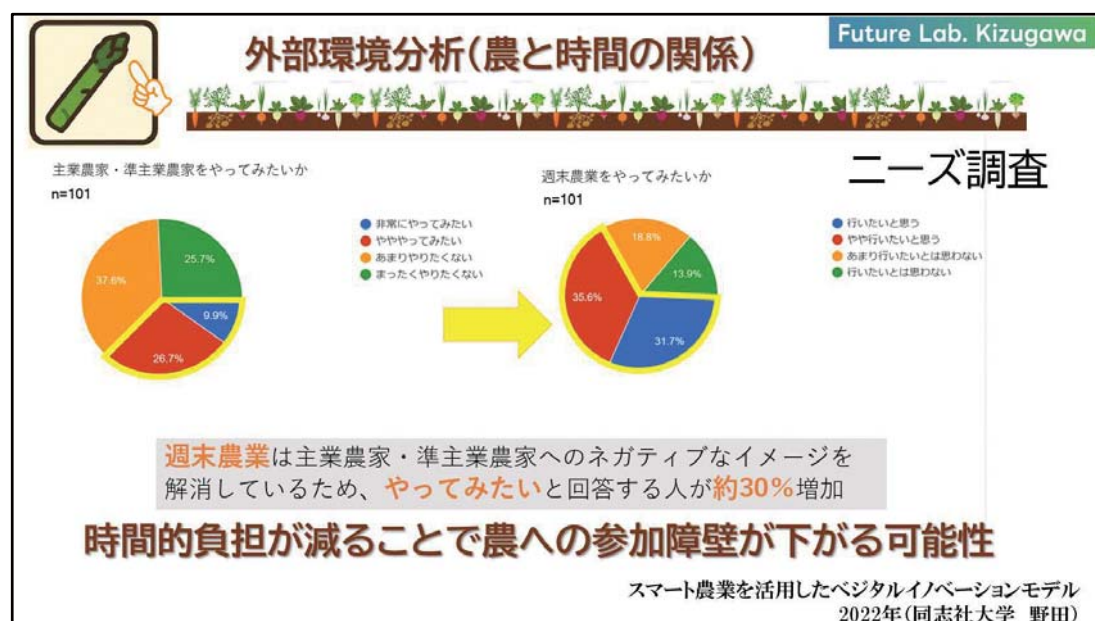 Future Lab. Kizugawa
外部環境分析(農と時間の関係)
ニーズ調査
主業農家・準主業農家をやってみたいか
n=101
非常にやってみたい
やややってみたい
あまりやりたくない
まったくやりたくない
25.7%
37.6%
9.9%
26.7%
週末農業をやってみたいか
n=101
行いたいと思う
やや行いたいと思う
あまり行いたいとは思わない
行いたいとは思わない
18.8%
13.9%
35.6%
31.7%
週末農業は主業農家・準主業農家へのネガティブなイメージを
解消しているため、やってみたいと回答する人が約30%増加
時間的負担が減ることで農への参加障壁が下がる可能性
スマート農業を活用したベジタルイノベーションモデル
2022年(同志社大学 野田)